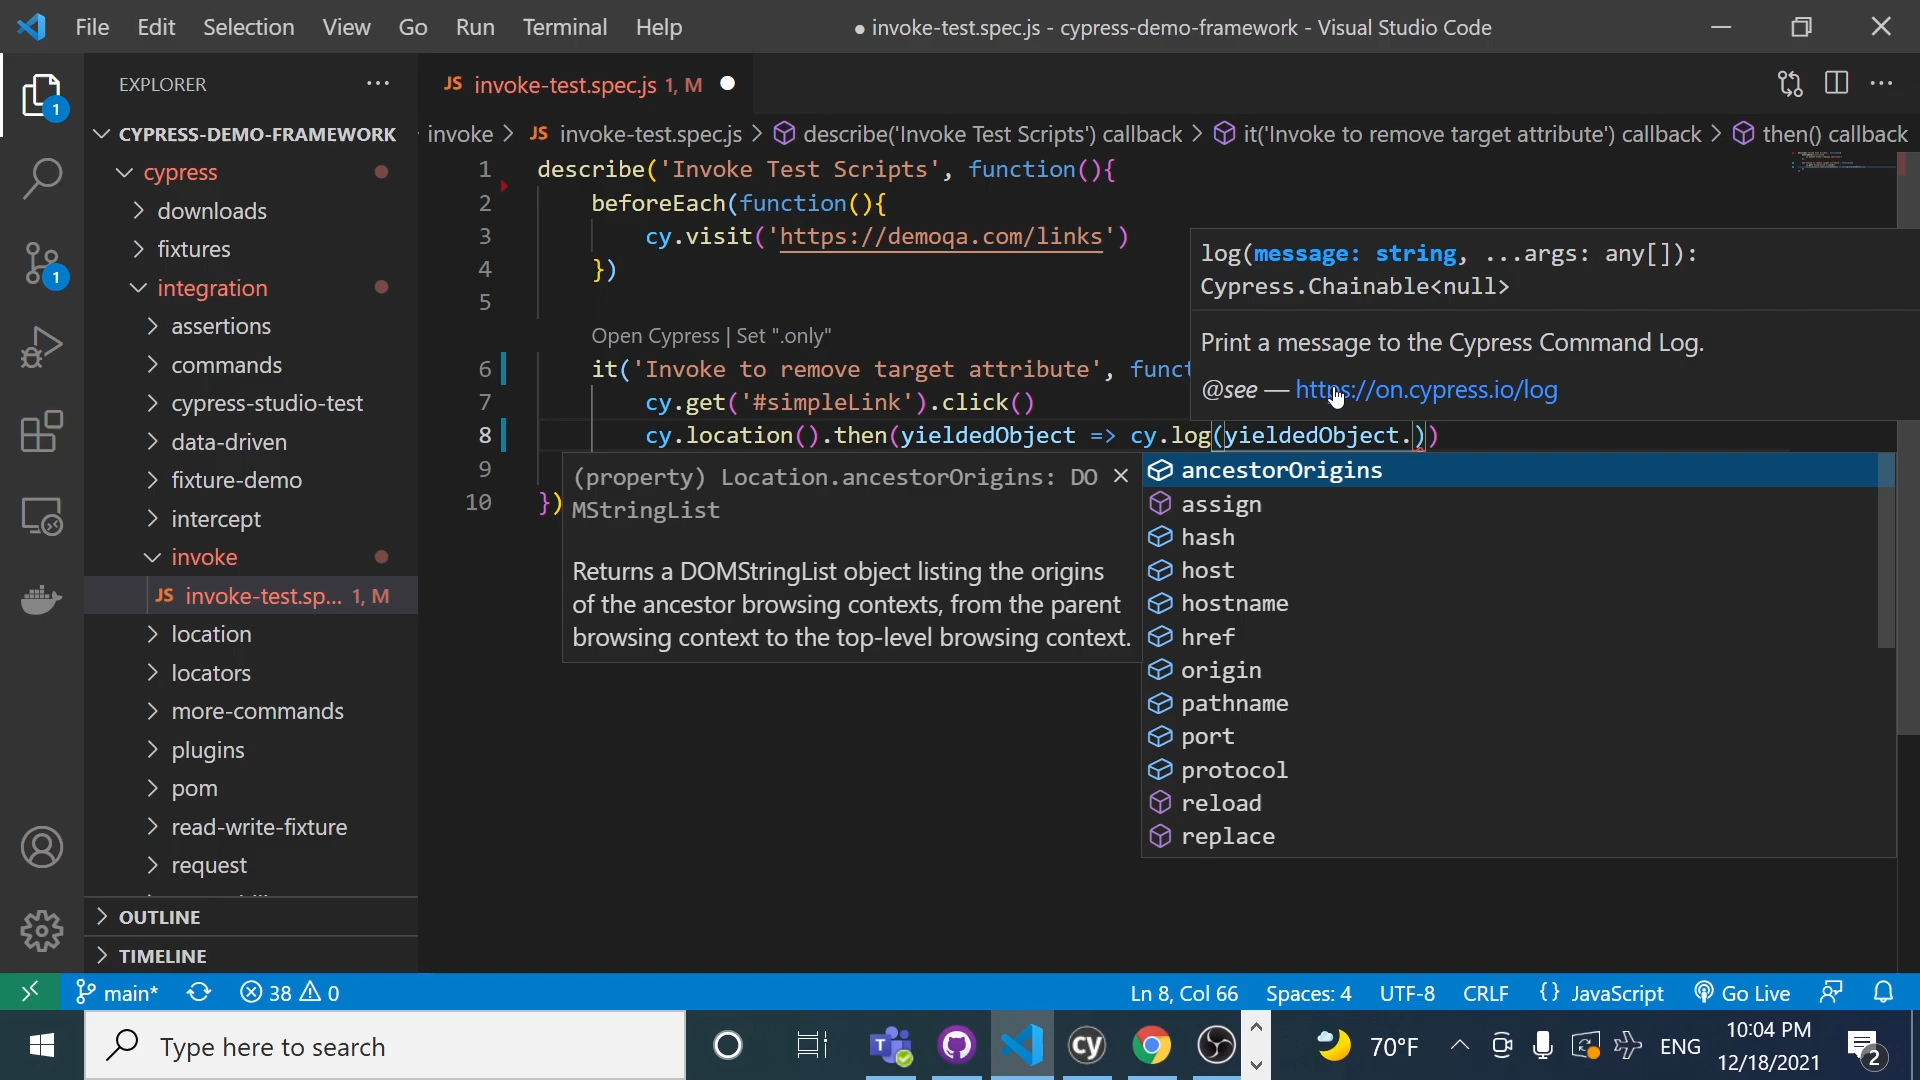 File Edit Selection View Go Run Terminal Help
● invoke-test.spec.js - cypress-demo-framework - Visual Studio Code
EXPLORER
CYPRESS-DEMO-FRAMEWORK
cypress
downloads
fixtures
integration
assertions
commands
cypress-studio-test
data-driven
fixture-demo
intercept
invoke
JS invoke-test.sp... 1, M
location
locators
more-commands
plugins
pom
read-write-fixture
request
OUTLINE
TIMELINE
1
1
JS invoke-test.spec.js 1, M
invoke > JS invoke-test.spec.js > describe('Invoke Test Scripts') callback > it('Invoke to remove target attribute') callback > then() callback
1 describe('Invoke Test Scripts', function(){
2 beforeEach(function(){
3 cy.visit('https://demoqa.com/links')
4 })
5
Open Cypress | Set ".only"
6 it('Invoke to remove target attribute', funct
7 cy.get('#simpleLink').click()
8 cy.location().then(yieldedObject => cy.log(yieldedObject.))
9
10 })
log(message: string, ...args: any[]):
Cypress.Chainable<null>
Print a message to the Cypress Command Log.
@see — https://on.cypress.io/log
(property) Location.ancestorOrigins: DO
MStringList
Returns a DOMStringList object listing the origins
of the ancestor browsing contexts, from the parent
browsing context to the top-level browsing context.
ancestorOrigins
assign
hash
host
hostname
href
origin
pathname
port
protocol
reload
replace
main* 38 0
Ln 8, Col 66 Spaces: 4 UTF-8 CRLF {} JavaScript Go Live
Type here to search
T
cy
70°F
ENG
10:04 PM
12/18/2021
2